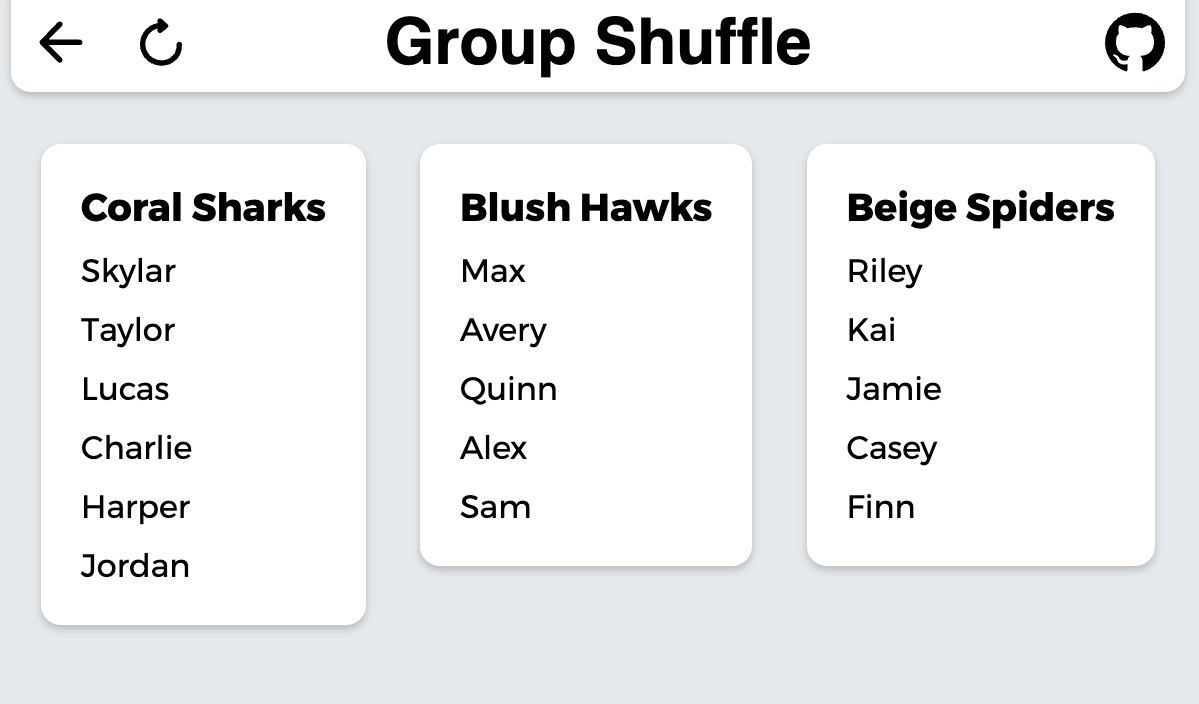 Group Shuffle
Coral Sharks
Skylar
Taylor
Lucas
Charlie
Harper
Jordan
Blush Hawks
Max
Avery
Quinn
Alex
Sam
Beige Spiders
Riley
Kai
Jamie
Casey
Finn